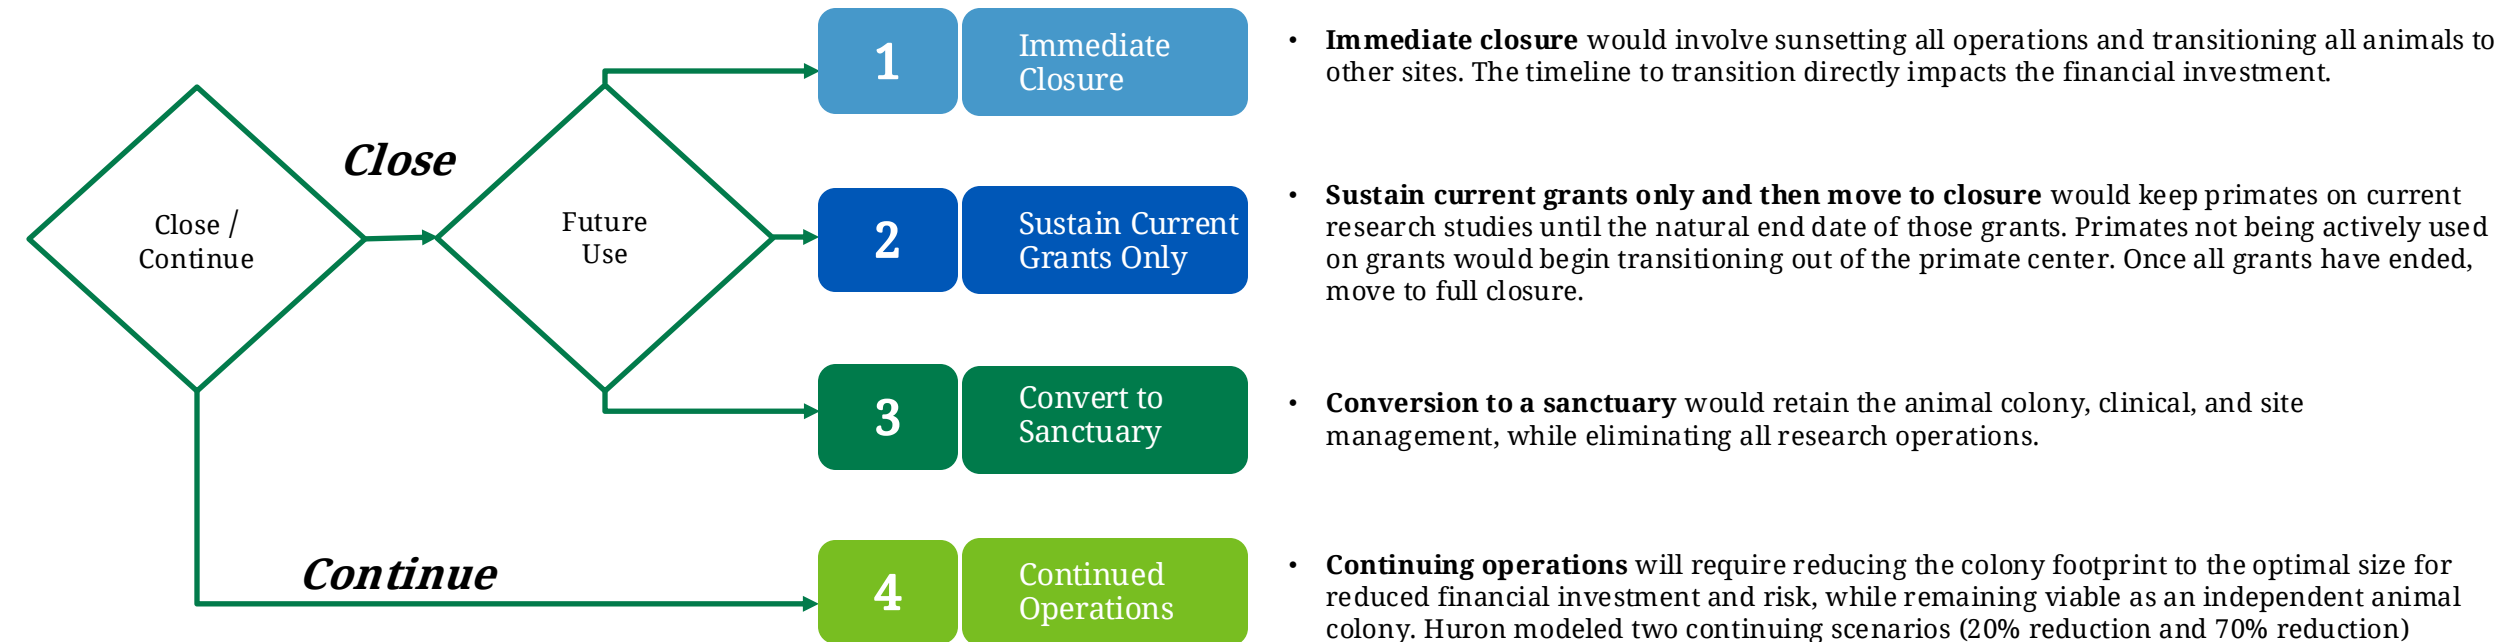 Close /
Continue
Close
Future
Use
Continue
1
Immediate
Closure
• Immediate closure would involve sunsetting all operations and transitioning all animals to
other sites. The timeline to transition directly impacts the financial investment.
2
Sustain Current
Grants Only
• Sustain current grants only and then move to closure would keep primates on current
research studies until the natural end date of those grants. Primates not being actively used
on grants would begin transitioning out of the primate center. Once all grants have ended,
move to full closure.
3
Convert to
Sanctuary
• Conversion to a sanctuary would retain the animal colony, clinical, and site
management, while eliminating all research operations.
4
Continued
Operations
• Continuing operations will require reducing the colony footprint to the optimal size for
reduced financial investment and risk, while remaining viable as an independent animal
colony. Huron modeled two continuing scenarios (20% reduction and 70% reduction)